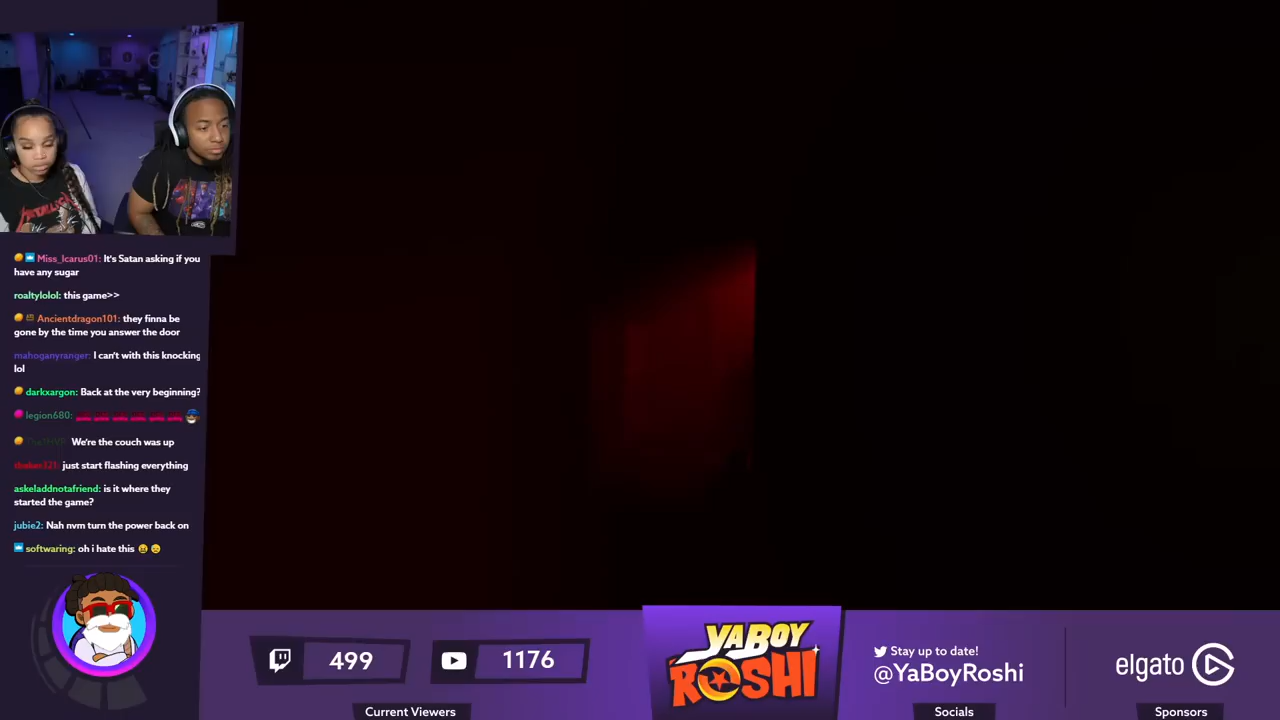 METALLICA
Miss_Icarus01: It's Satan asking if you
have any sugar
roaltylolol: this game>>
Ancientdragon101: they finna be
gone by the time you answer the door
mahoganyranger: I can't with this knocking
lol
darkxargon: Back at the very beginning?
legion680:
We're the couch was up
just start flashing everything
askeladdnotafriend: is it where they
started the game?
jubie2: Nah nvm turn the power back on
softwaring: oh i hate this
499
1176
Current Viewers
YABOY
ROSHI
Stay up to date!
@YaBoyRoshi
Socials
elgato
Sponsors